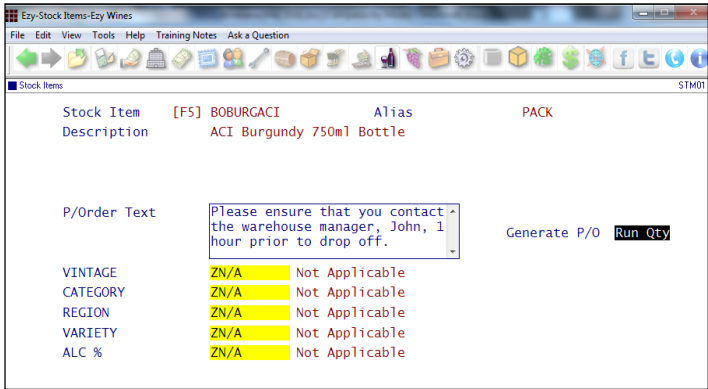 Ezy-Stock Items-Ezy Wines
File Edit View Tools Help Training Notes Ask a Question
Stock Items STM01
Stock Item [F5] BOBURGACI Alias PACK
Description ACI Burgundy 750ml Bottle
P/Order Text Please ensure that you contact
the warehouse manager, John, 1
hour prior to drop off.
Generate P/O Run Qty
VINTAGE ZN/A Not Applicable
CATEGORY ZN/A Not Applicable
REGION ZN/A Not Applicable
VARIETY ZN/A Not Applicable
ALC % ZN/A Not Applicable